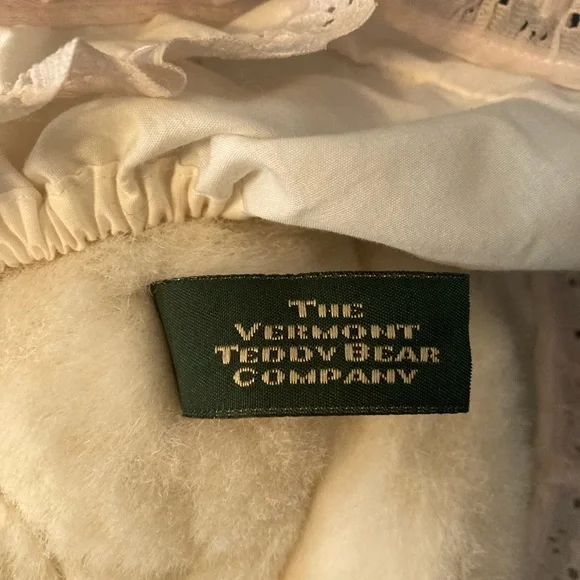 THE
VERMONT
TEDDY BEAR
COMPANY